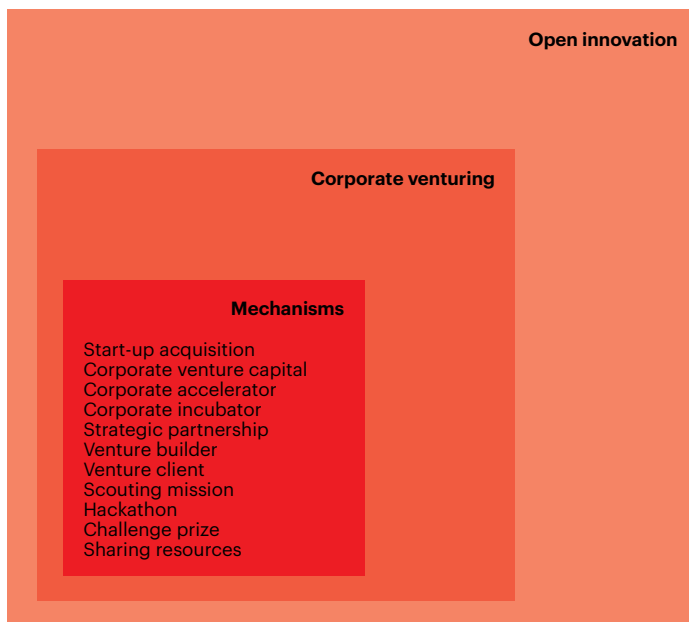 Open innovation
Corporate venturing
Mechanisms
Start-up acquisition
Corporate venture capital
Corporate accelerator
Corporate incubator
Strategic partnership
Venture builder
Venture client
Scouting mission
Hackathon
Challenge prize
Sharing resources